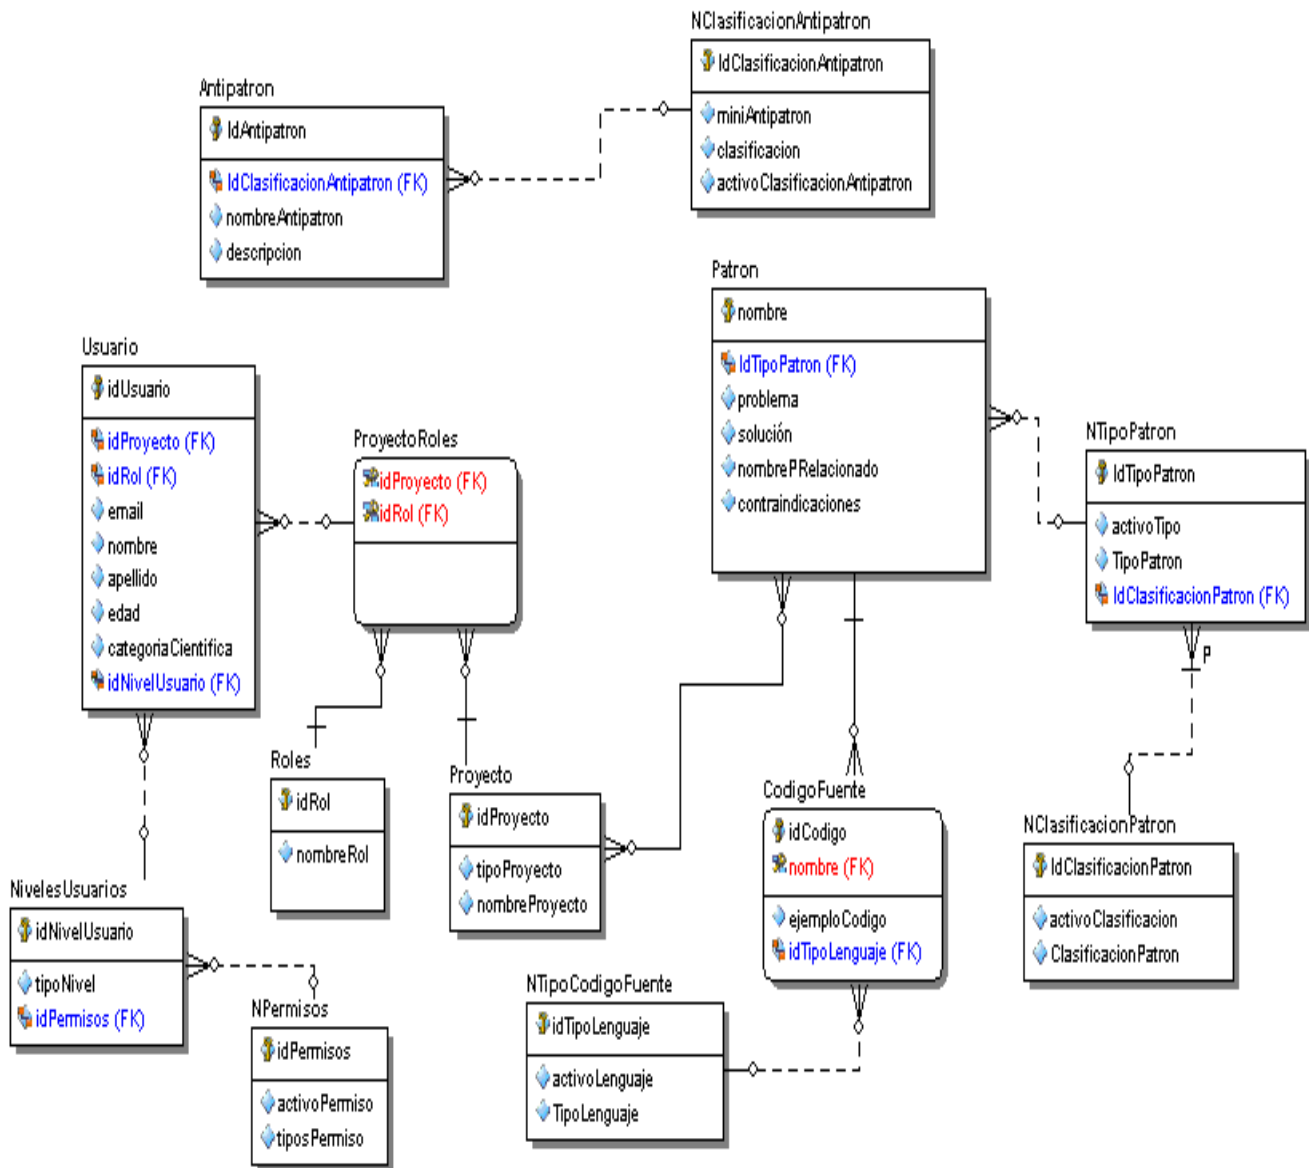 NClasificacionAntipatron
IdClasificacionAntipatron
miniAntipatron
clasificacion
activoClasificacionAntipatron
Antipatron
IdAntipatron
IdClasificacionAntipatron (FK)
nombreAntipatron
descripcion
Patron
nombre
IdTipoPatron (FK)
problema
solución
nombrePRelacionado
contraindicaciones
Usuario
idUsuario
idProyecto (FK)
idRol (FK)
email
nombre
apellido
edad
categoriaCientifica
idNivelUsuario (FK)
ProyectoRoles
idProyecto (FK)
idRol (FK)
NTipoPatron
IdTipoPatron
activoTipo
TipoPatron
IdClasificacionPatron (FK)
P
Roles
idRol
nombreRol
Proyecto
idProyecto
tipoProyecto
nombreProyecto
CodigoFuente
idCodigo
nombre (FK)
ejemploCodigo
idTipoLenguaje (FK)
NClasificacionPatron
IdClasificacionPatron
activoClasificacion
ClasificacionPatron
NivelesUsuarios
idNivelUsuario
tipoNivel
idPermisos (FK)
NPermisos
idPermisos
activoPermiso
tiposPermiso
NTipoCodigoFuente
idTipoLenguaje
activoLenguaje
TipoLenguaje